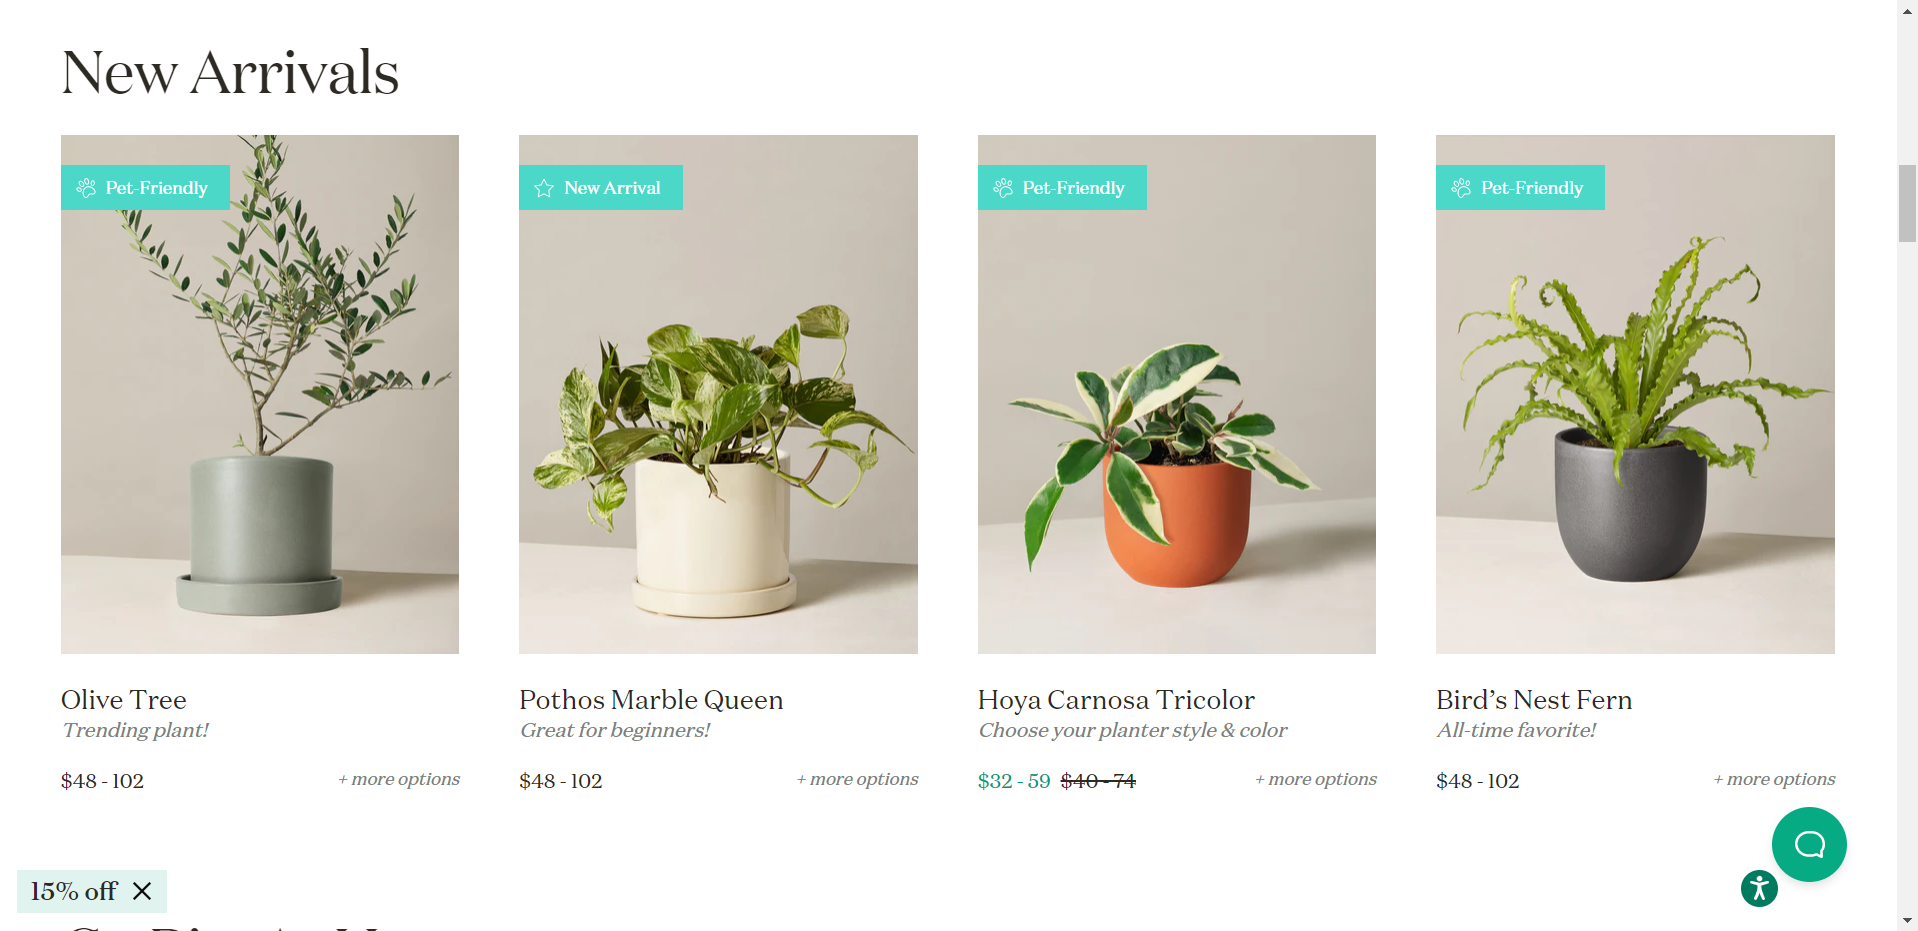 New Arrivals
Pet-Friendly
New Arrival
Pet-Friendly
Pet-Friendly
Olive Tree
Trending plant!
$48 - 102
+ more options
Pothos Marble Queen
Great for beginners!
$48 - 102
+ more options
Hoya Carnosa Tricolor
Choose your planter style & color
$32 - 59 $40 - 74
+ more options
Bird’s Nest Fern
All-time favorite!
$48 - 102
+ more options
15% off